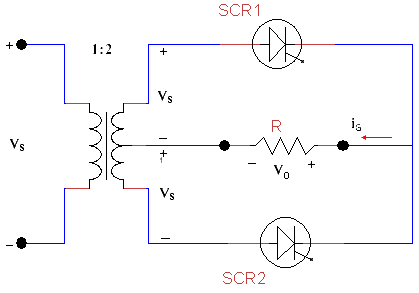 SCR1
+
1:2
+
Vs
Vs
R
iG
−
+
− Vo +
Vs
−
−
SCR2